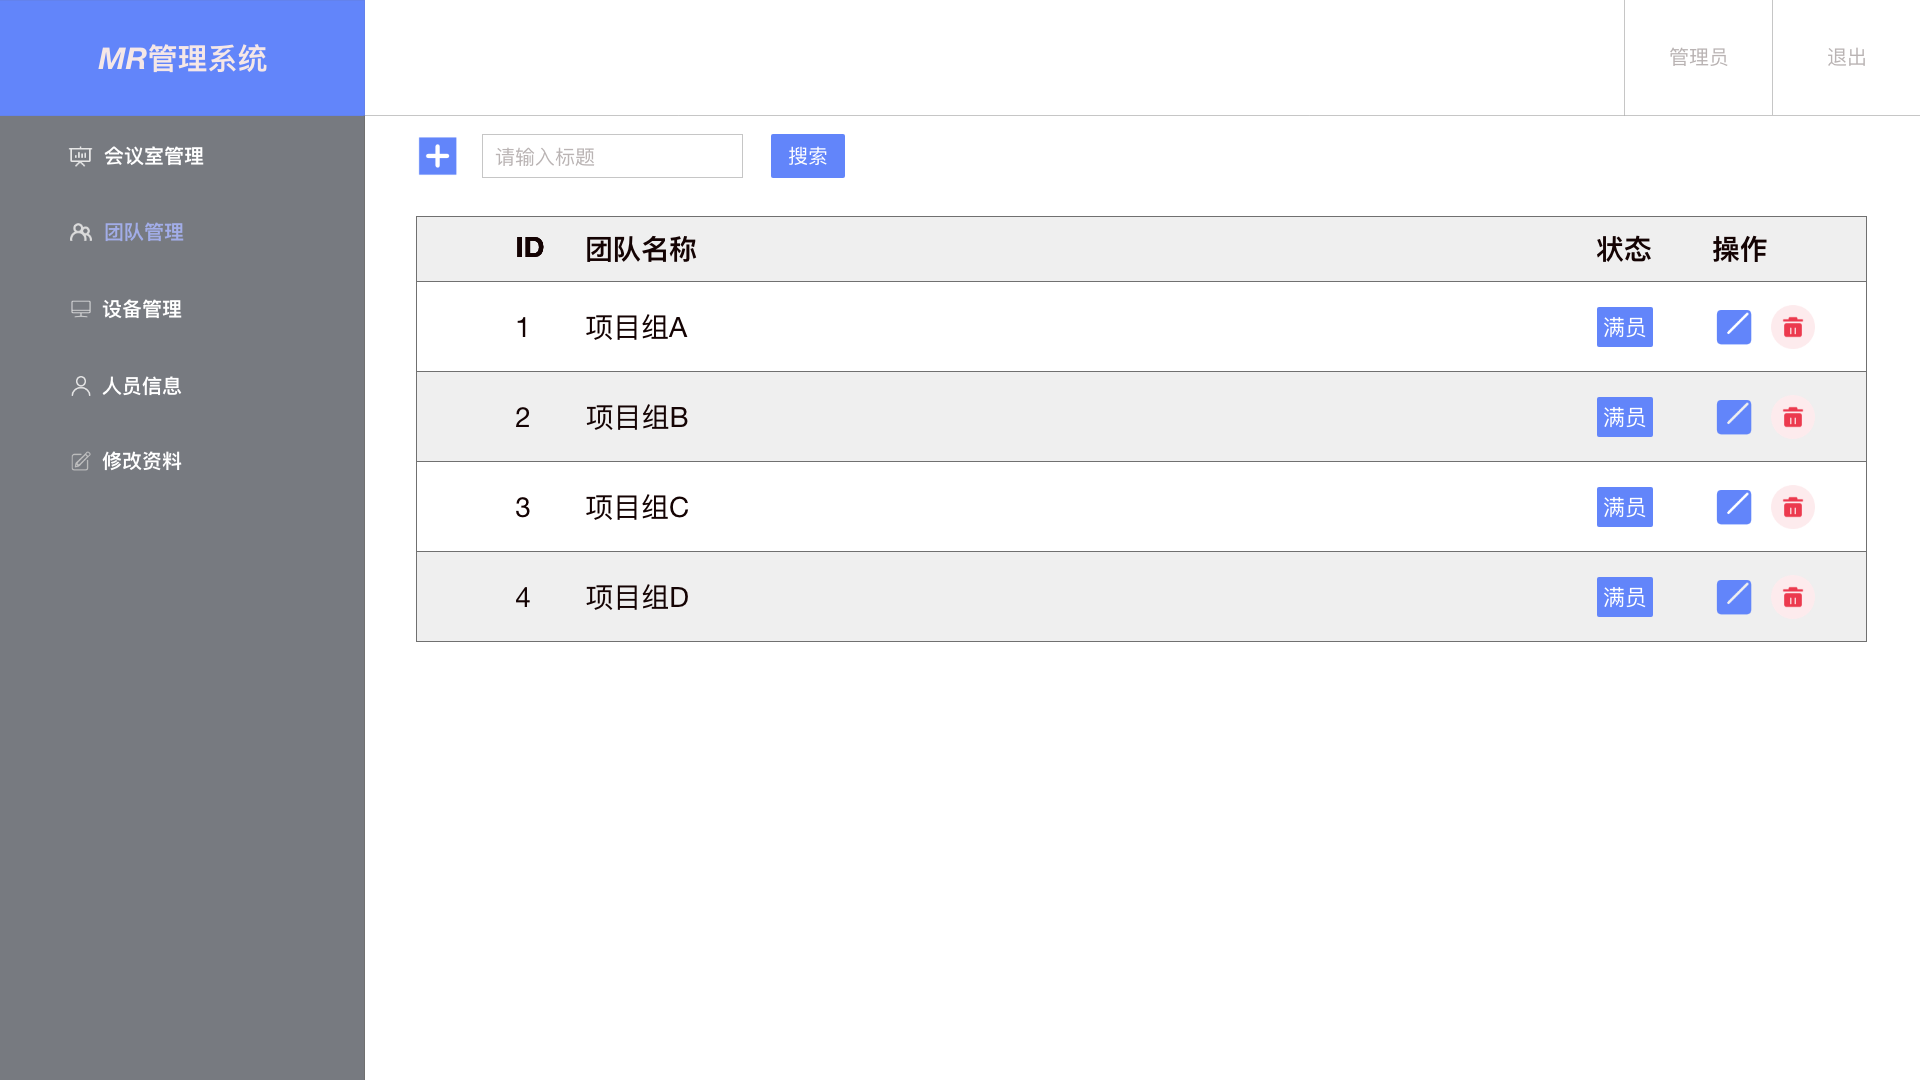 MR管理系统
管理员
退出
会议室管理
团队管理
设备管理
人员信息
修改资料
请输入标题
搜索
ID 团队名称 状态 操作
1 项目组A 满员
2 项目组B 满员
3 项目组C 满员
4 项目组D 满员